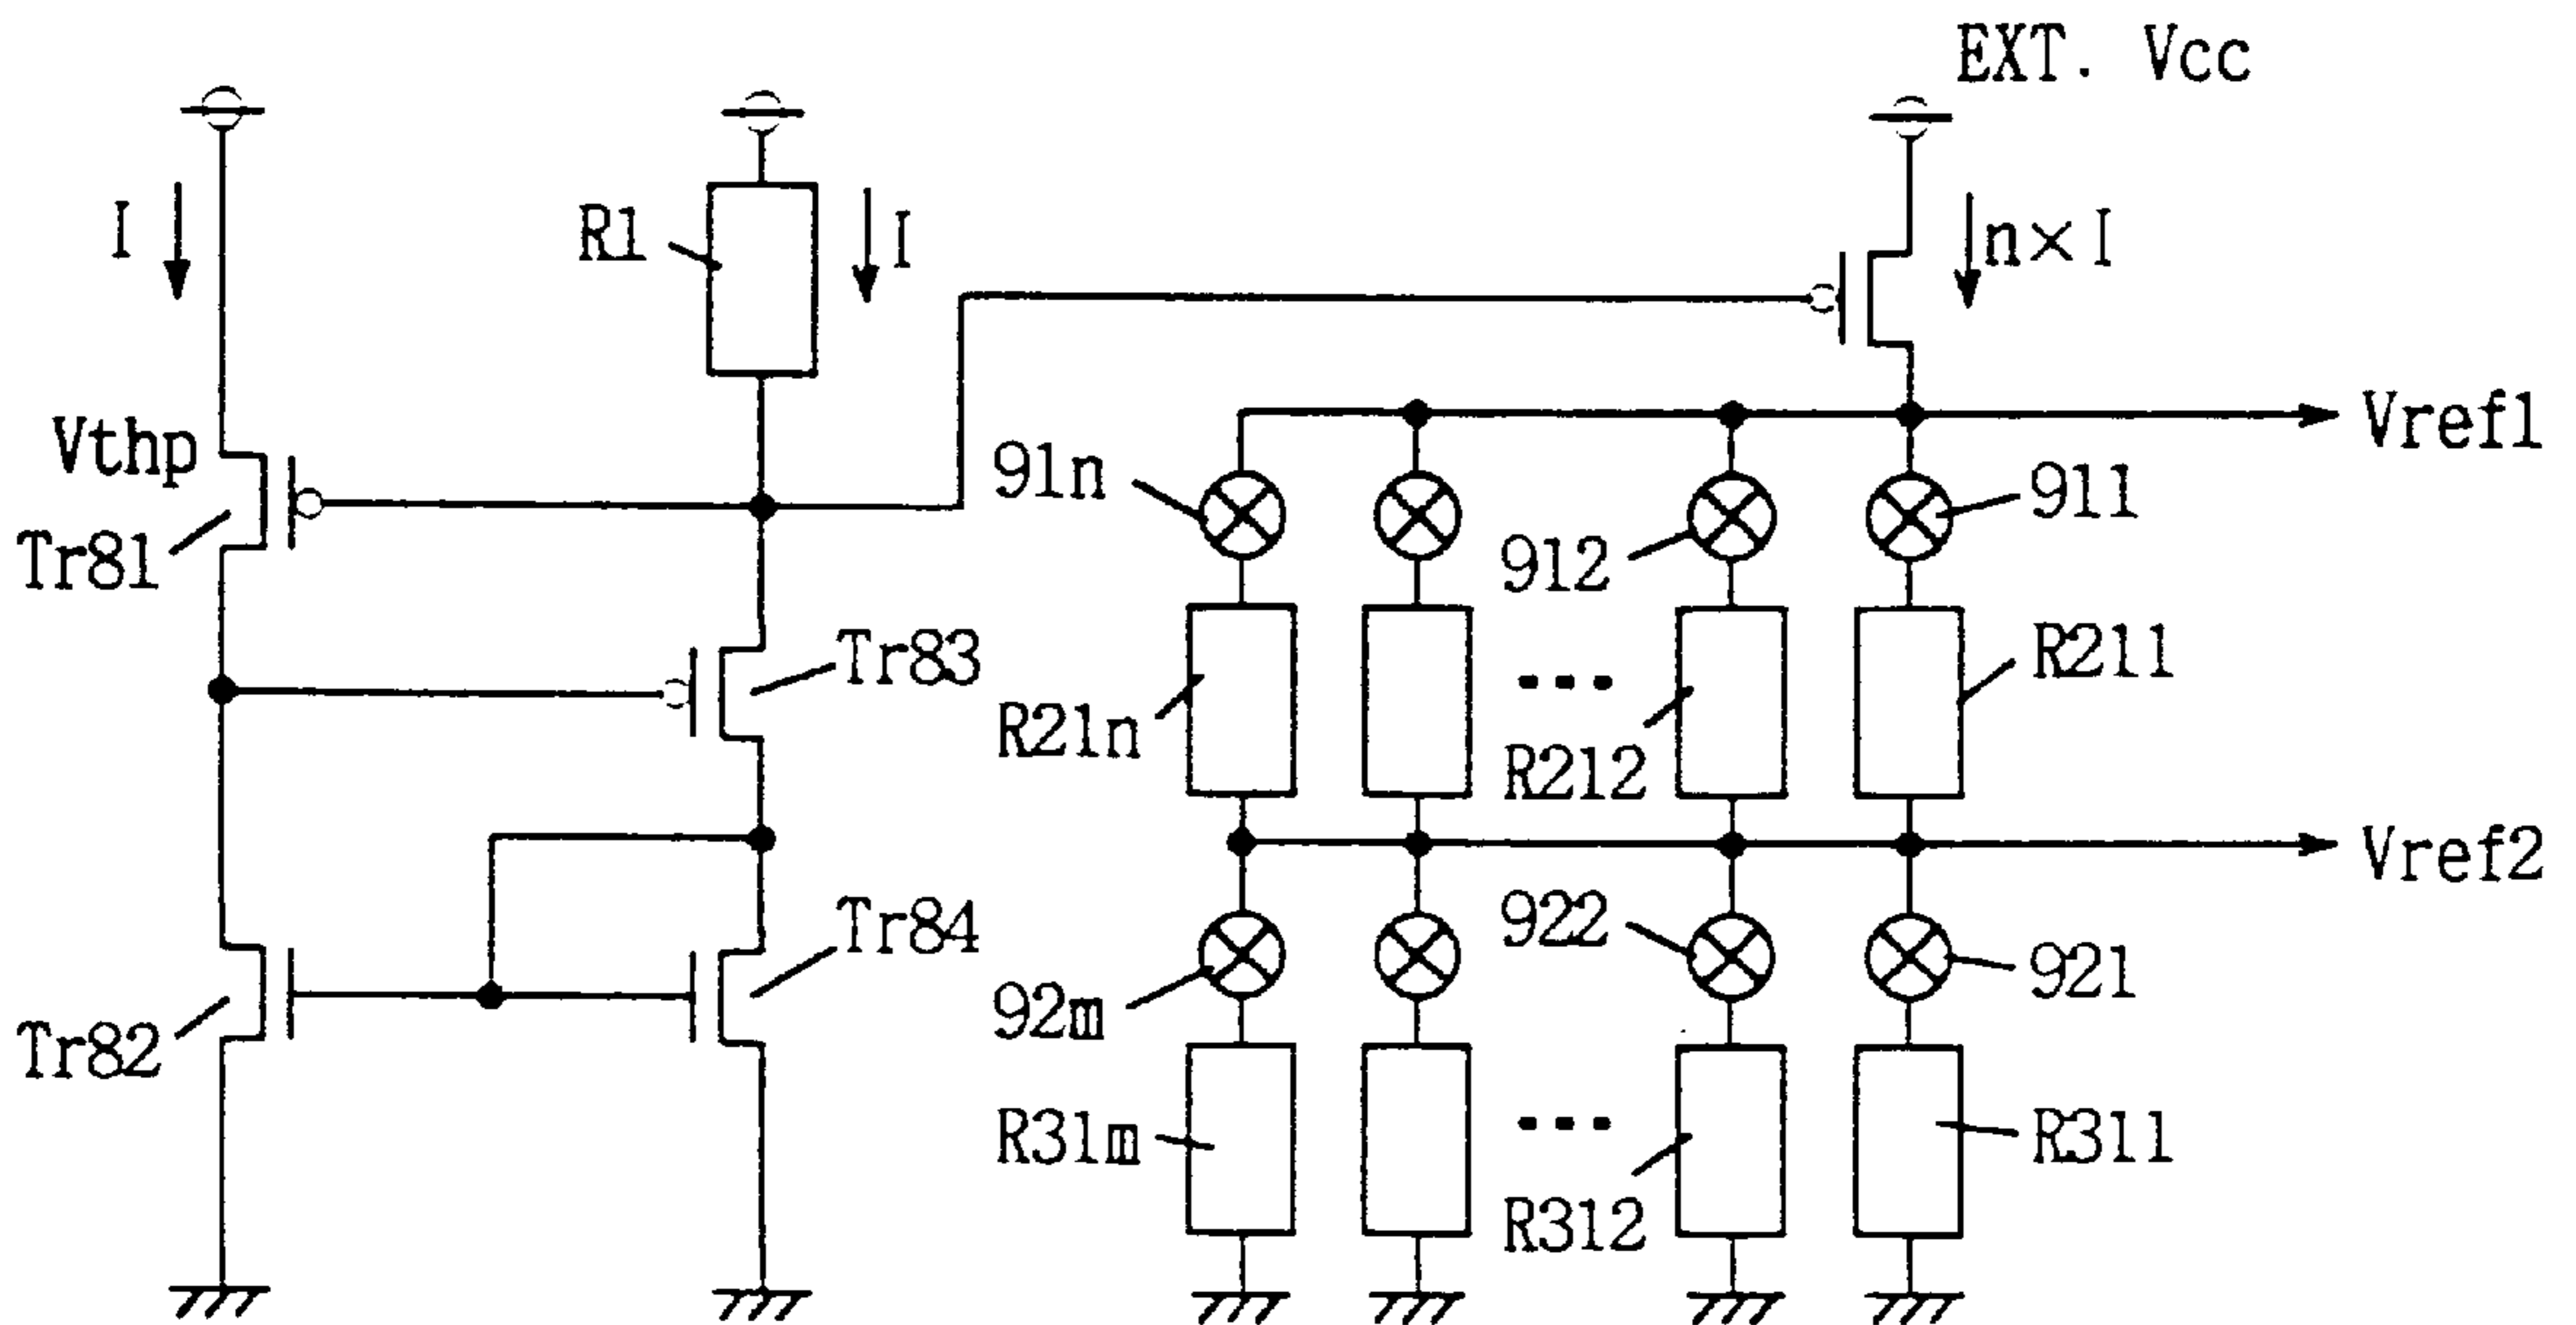 EXT. Vcc
I
R1
I
n×I
Vthp
Tr81
Vref1
91n
912
911
Tr83
R21n
R212
R211
Vref2
Tr84
Tr82
92m
922
921
R31m
R312
R311